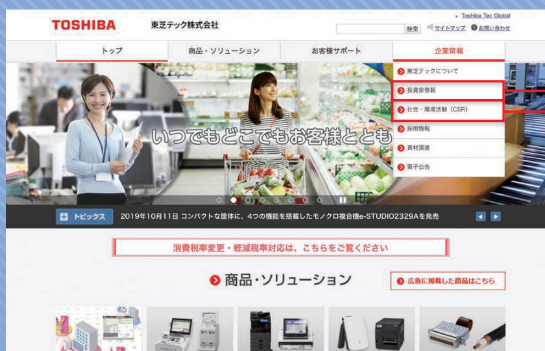 Toshiba Tec Global
TOSHIBA 東芝テック株式会社
検索 サイトマップ お問い合わせ
トップ 商品・ソリューション お客様サポート 企業情報
東芝テックについて
投資家情報
社会・環境活動（CSR）
採用情報
資材調達
電子公告
いつでもどこでもお客様とともに
トピックス 2019年10月11日 コンパクトな筐体に、4つの機能を搭載したモノクロ複合機e-STUDIO2329Aを発売
消費税率変更・軽減税率対応は、こちらをご覧ください
商品・ソリューション
広告に掲載した商品はこちら